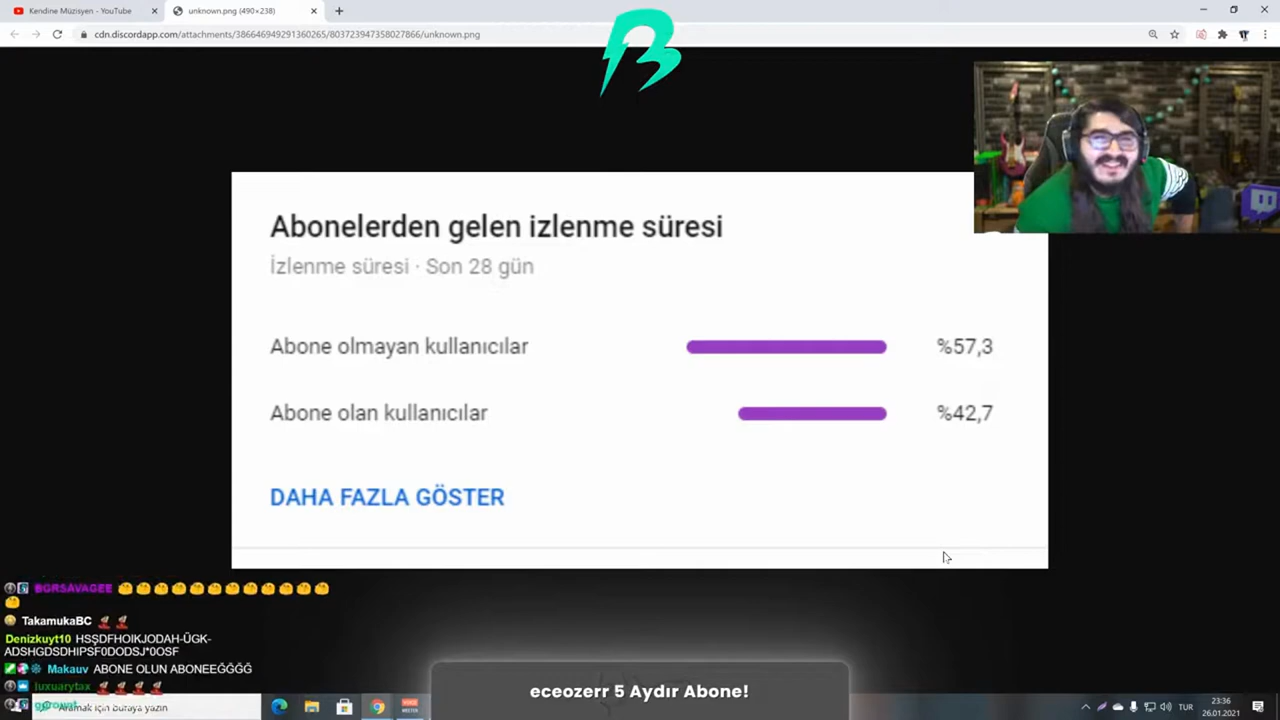 Kendine Müzisyen - YouTube
unknown.png (490×238)
cdn.discordapp.com/attachments/386646949291360265/803723947358027866/unknown.png
Abonelerden gelen izlenme süresi
İzlenme süresi · Son 28 gün
Abone olmayan kullanıcılar %57,3
Abone olan kullanıcılar %42,7
DAHA FAZLA GÖSTER
BGRSAVAGEE
TakamukaBC
Denizkuyt10 HSŞDFHOIKJODAH-ÜGK-
ADSHGDSDHIPSF0DODSJ*0OSF
Makauv ABONE OLUN ABONEEĞĞĞĞ
luxuarytax
Aramak için buraya yazın
eceozerr 5 Aydır Abone!
TUR
23:36
26.01.2021